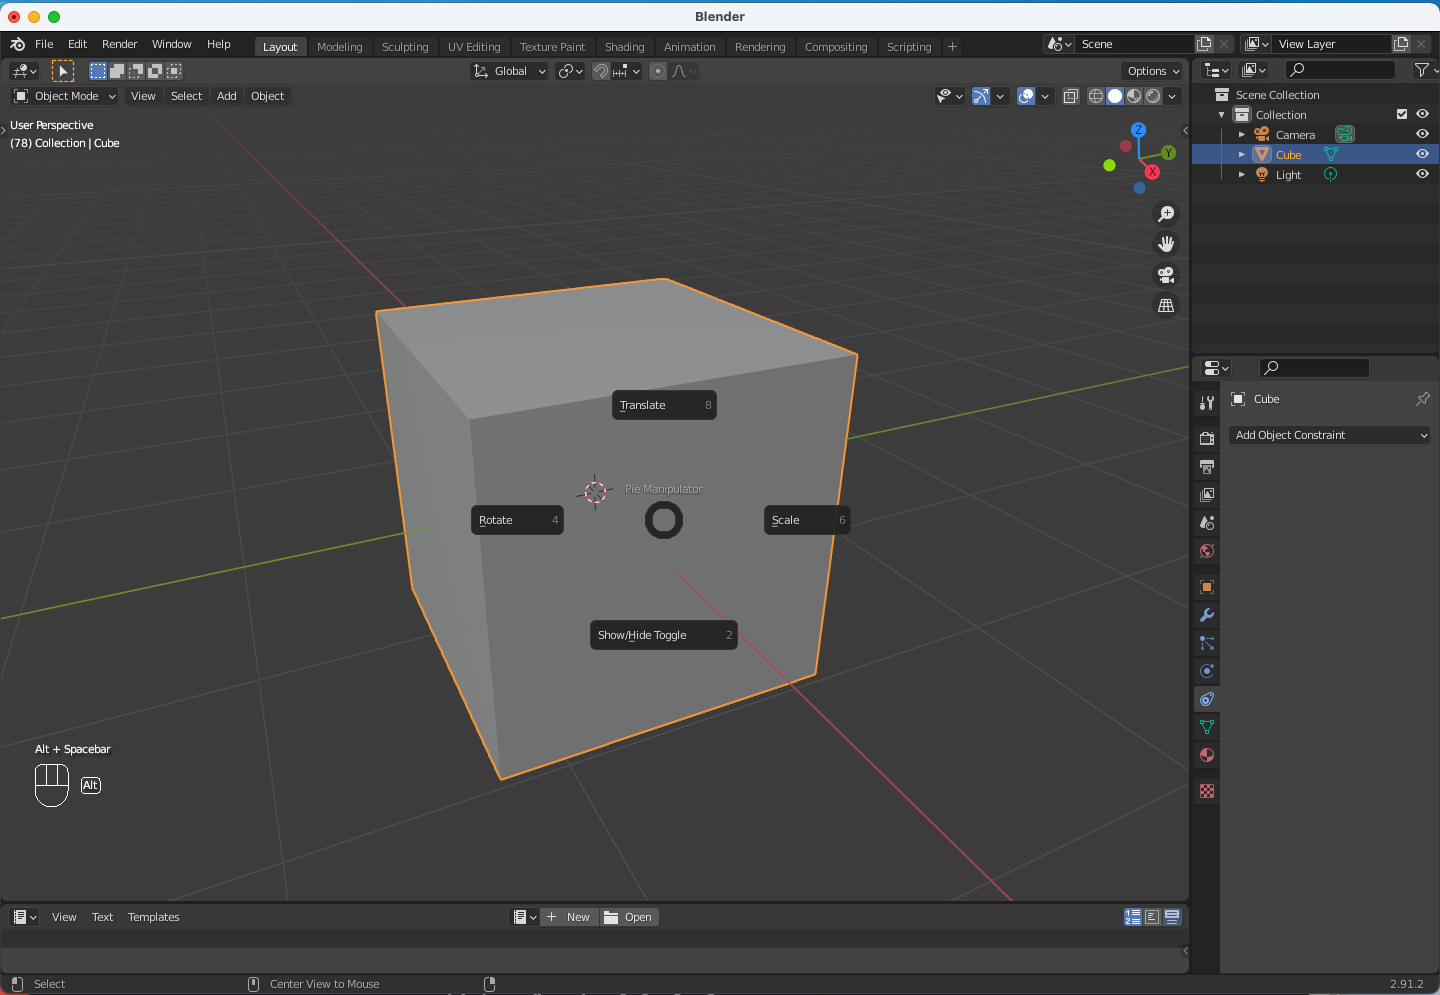 Blender
File Edit Render Window Help Layout Modeling Sculpting UV Editing Texture Paint Shading Animation Rendering Compositing Scripting + Scene View Layer
Global Options
Object Mode View Select Add Object
User Perspective
(78) Collection | Cube
Z
Y
X
Scene Collection
Collection
Camera
Cube
Light
Cube
Add Object Constraint
Translate 8
Pie Manipulator
Rotate 4
Scale 6
Show/Hide Toggle 2
Alt + Spacebar
Alt
View Text Templates + New Open
Select Center View to Mouse 2.91.2